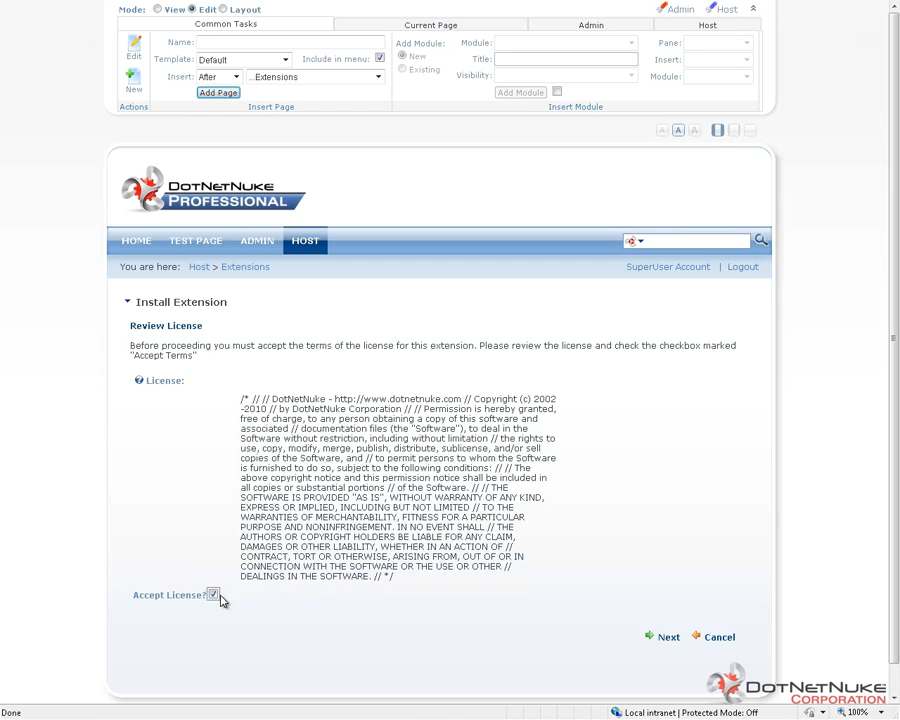 Mode: View Edit Layout
Admin Host
Common Tasks Current Page Admin Host
Edit
New
Actions
Name:
Template: Default Include in menu:
Insert: After ...Extensions
Add Page
Insert Page
Add Module: New Existing
Module:
Title:
Visibility:
Add Module
Insert Module
Pane:
Insert:
Module:
A A A
DOTNETNUKE
PROFESSIONAL
HOME TEST PAGE ADMIN HOST
You are here: Host > Extensions
SuperUser Account | Logout
Install Extension
Review License
Before proceeding you must accept the terms of the license for this extension. Please review the license and check the checkbox marked
"Accept Terms"
License:
/* // // DotNetNuke - http://www.dotnetnuke.com // Copyright (c) 2002
-2010 // by DotNetNuke Corporation // // Permission is hereby granted,
free of charge, to any person obtaining a copy of this software and
associated // documentation files (the "Software"), to deal in the
Software without restriction, including without limitation // the rights to
use, copy, modify, merge, publish, distribute, sublicense, and/or sell
copies of the Software, and // to permit persons to whom the Software
is furnished to do so, subject to the following conditions: // // The
above copyright notice and this permission notice shall be included in
all copies or substantial portions // of the Software. // // THE
SOFTWARE IS PROVIDED "AS IS", WITHOUT WARRANTY OF ANY KIND,
EXPRESS OR IMPLIED, INCLUDING BUT NOT LIMITED // TO THE
WARRANTIES OF MERCHANTABILITY, FITNESS FOR A PARTICULAR
PURPOSE AND NONINFRINGEMENT. IN NO EVENT SHALL // THE
AUTHORS OR COPYRIGHT HOLDERS BE LIABLE FOR ANY CLAIM,
DAMAGES OR OTHER LIABILITY, WHETHER IN AN ACTION OF //
CONTRACT, TORT OR OTHERWISE, ARISING FROM, OUT OF OR IN
CONNECTION WITH THE SOFTWARE OR THE USE OR OTHER //
DEALINGS IN THE SOFTWARE. // */
Accept License?
Next Cancel
DOTNETNUKE
CORPORATION
Done
Local intranet | Protected Mode: Off
100%